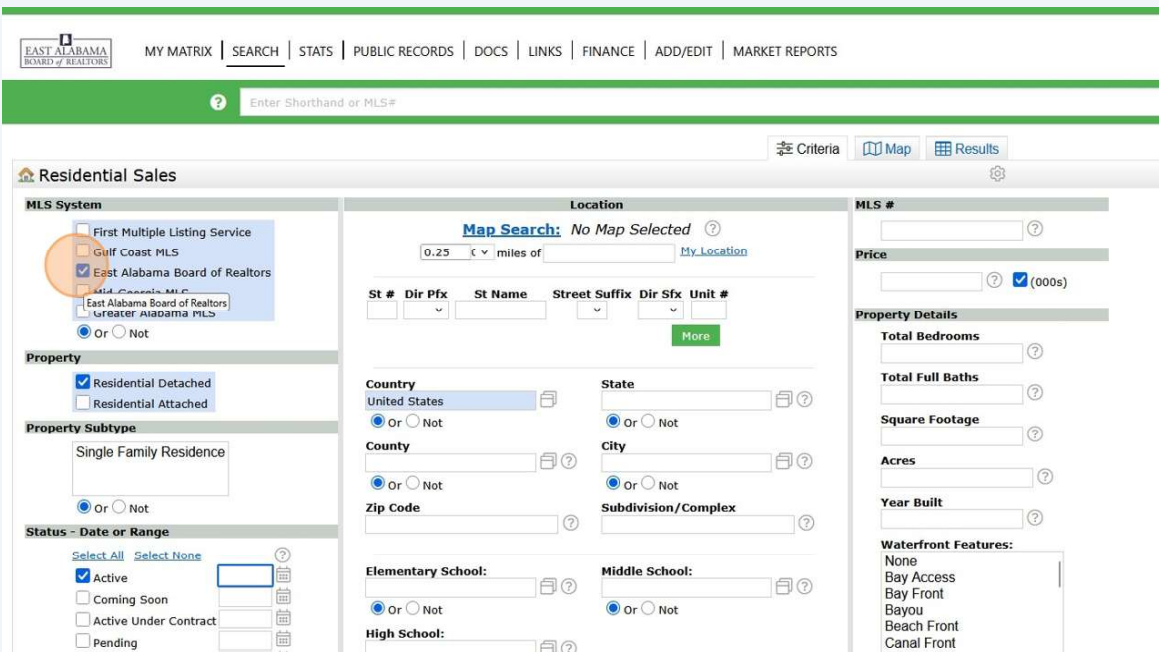 EAST ALABAMA
BOARD of REALTORS
MY MATRIX SEARCH STATS PUBLIC RECORDS DOCS LINKS FINANCE ADD/EDIT MARKET REPORTS
Enter Shorthand or MLS#
Criteria Map Results
Residential Sales
MLS System
First Multiple Listing Service
Gulf Coast MLS
East Alabama Board of Realtors
Mid-Georgia MLS
East Alabama Board of Realtors
Greater Alabama MLS
Or Not
Property
Residential Detached
Residential Attached
Property Subtype
Single Family Residence
Or Not
Status - Date or Range
Select All Select None
Active
Coming Soon
Active Under Contract
Pending
Location
Map Search: No Map Selected
0.25 miles of My Location
St # Dir Pfx St Name Street Suffix Dir Sfx Unit #
More
Country State
United States
Or Not Or Not
County City
Or Not Or Not
Zip Code Subdivision/Complex
Elementary School: Middle School:
Or Not Or Not
High School:
MLS #
Price
(000s)
Property Details
Total Bedrooms
Total Full Baths
Square Footage
Acres
Year Built
Waterfront Features:
None
Bay Access
Bay Front
Bayou
Beach Front
Canal Front